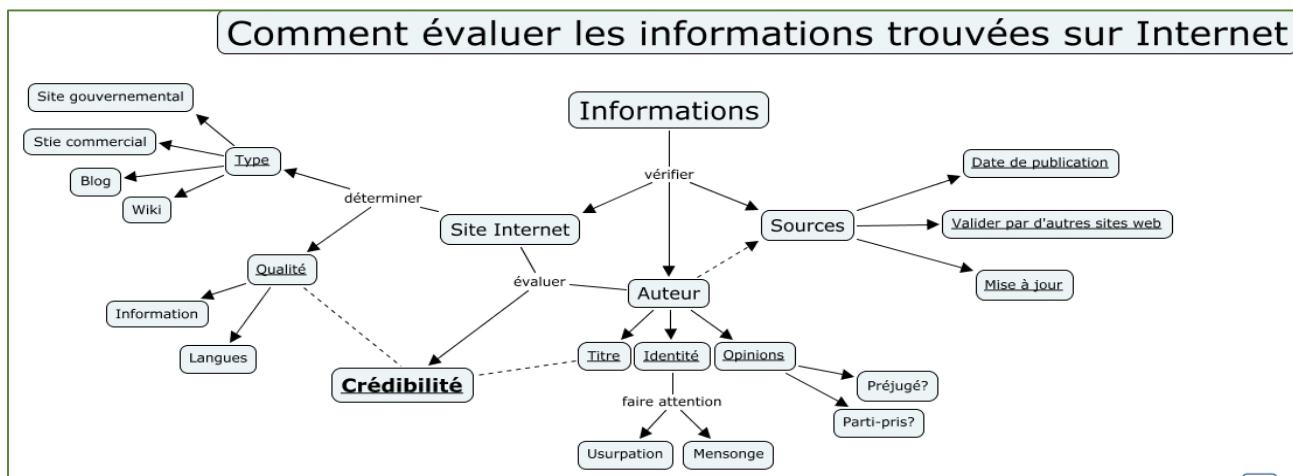 Comment évaluer les informations trouvées sur Internet
Site gouvernemental
Stie commercial
Blog
Wiki
Type
déterminer
Qualité
Information
Langues
Informations
vérifier
Site Internet
évaluer
Crédibilité
Auteur
Titre
Identité
Opinions
faire attention
Usurpation
Mensonge
Préjugé?
Parti-pris?
Sources
Date de publication
Valider par d'autres sites web
Mise à jour